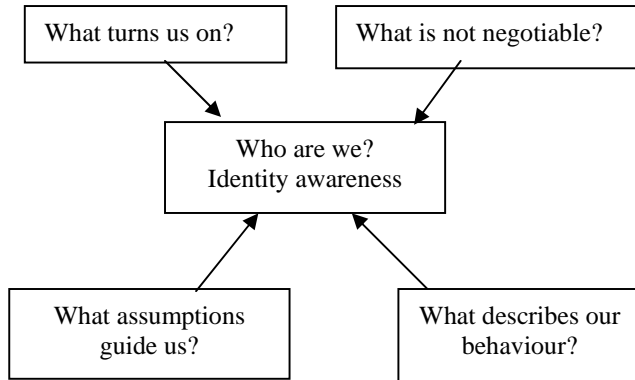 What turns us on?
What is not negotiable?
Who are we?
Identity awareness
What assumptions
guide us?
What describes our
behaviour?